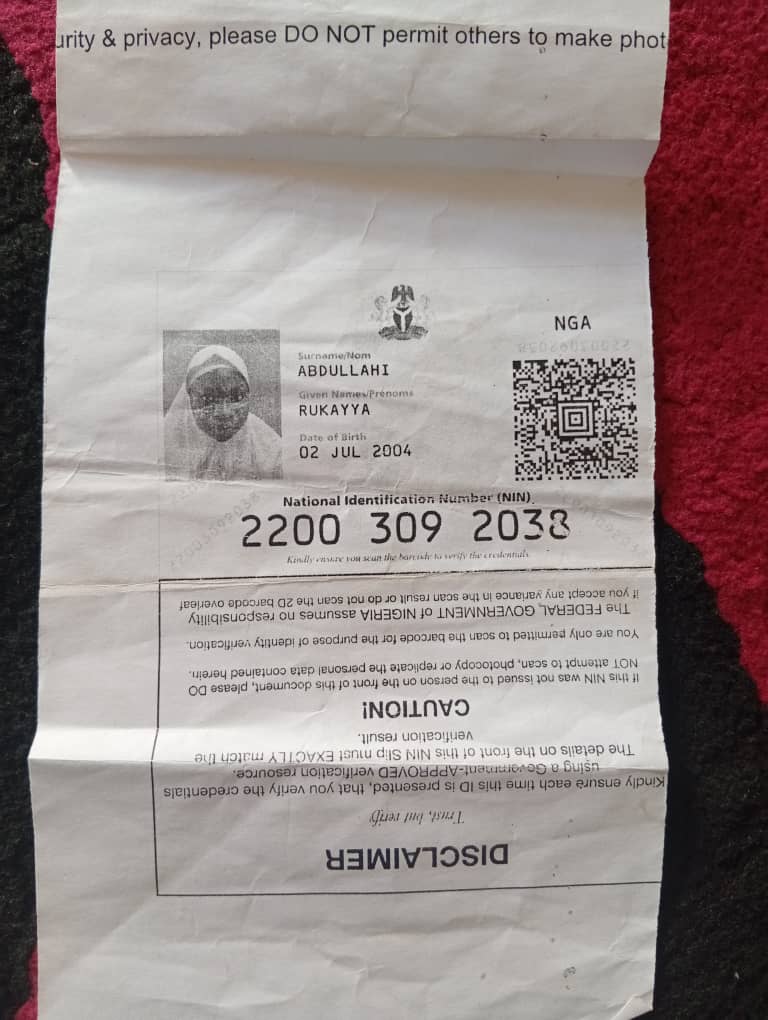 urity & privacy, please DO NOT permit others to make phot
NGA
Surname/Nom
ABDULLAHI
Given Names/Prénoms
RUKAYYA
Date of Birth
02 JUL 2004
National Identification Number (NIN)
2200 309 2038
Kindly ensure you scan the barcode to verify the credentials
DISCLAIMER
Trust, but verify
Kindly ensure each time this ID is presented, that you verify the credentials
using a Government-APPROVED verification resource.
The details on the front of this NIN Slip must EXACTLY match the
verification result.
CAUTION!
If this NIN was not issued to the person on the front of this document, please DO
NOT attempt to scan, photocopy or replicate the personal data contained herein.
You are only permitted to scan the barcode for the purpose of identity verification.
The FEDERAL GOVERNMENT of NIGERIA assumes no responsibility
if you accept any variance in the scan result or do not scan the 2D barcode overleaf